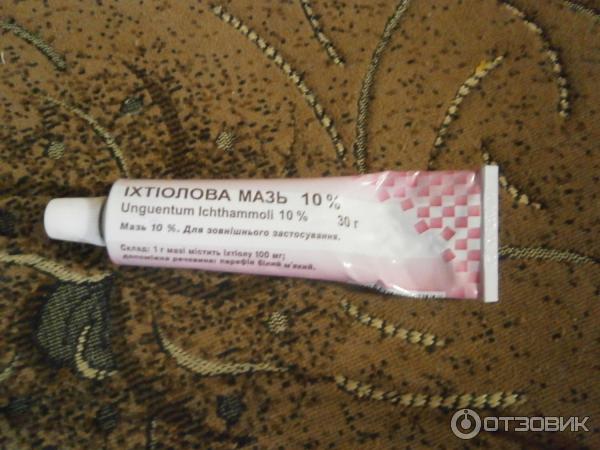 ІХТІОЛОВА МАЗЬ 10%
Unguentum Ichthammoli 10 % 30 г
Мазь 10 %. Для зовнішнього застосування.
Склад: 1 г мазі містить іхтіолу 100 мг;
допоміжна речовина: парафін білий м'який.
ОТЗОВИК